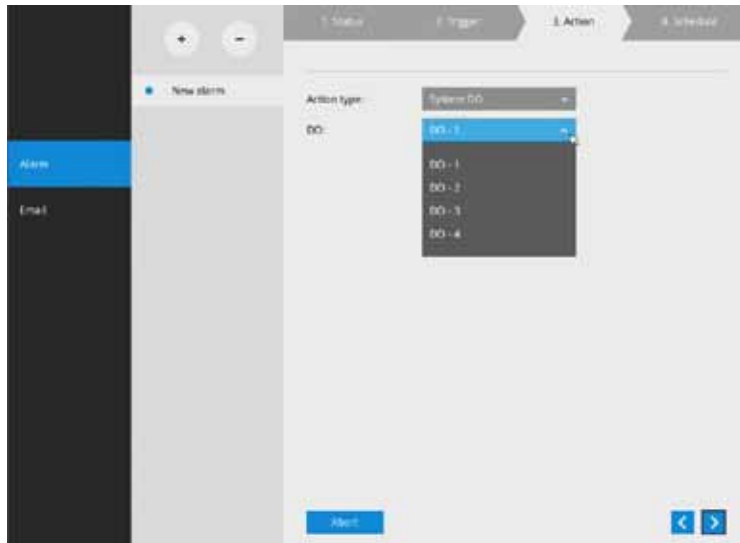 + -
1. Status 2. Trigger 3. Action 4. Schedule
New alarm
Action type: System DO
DO: DO - 1
Alarm
DO - 1
DO - 2
Email
DO - 3
DO - 4
Abort
< >